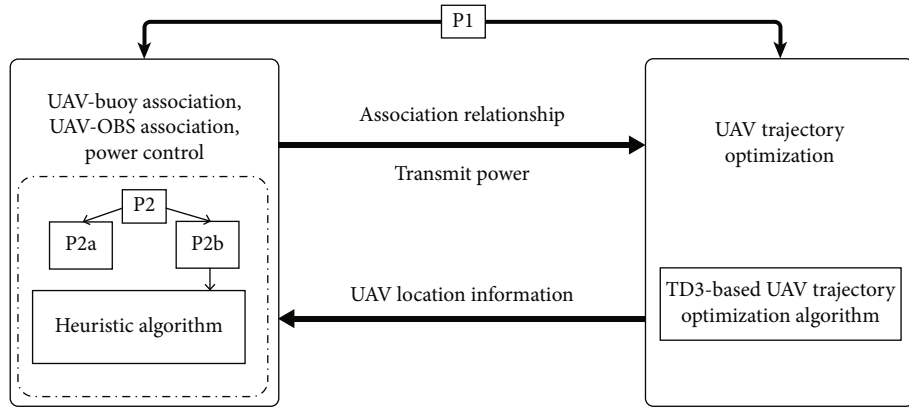 P1
UAV-buoy association,
UAV-OBS association,
power control
P2
P2a
P2b
Heuristic algorithm
Association relationship
Transmit power
UAV location information
UAV trajectory
optimization
TD3-based UAV trajectory
optimization algorithm